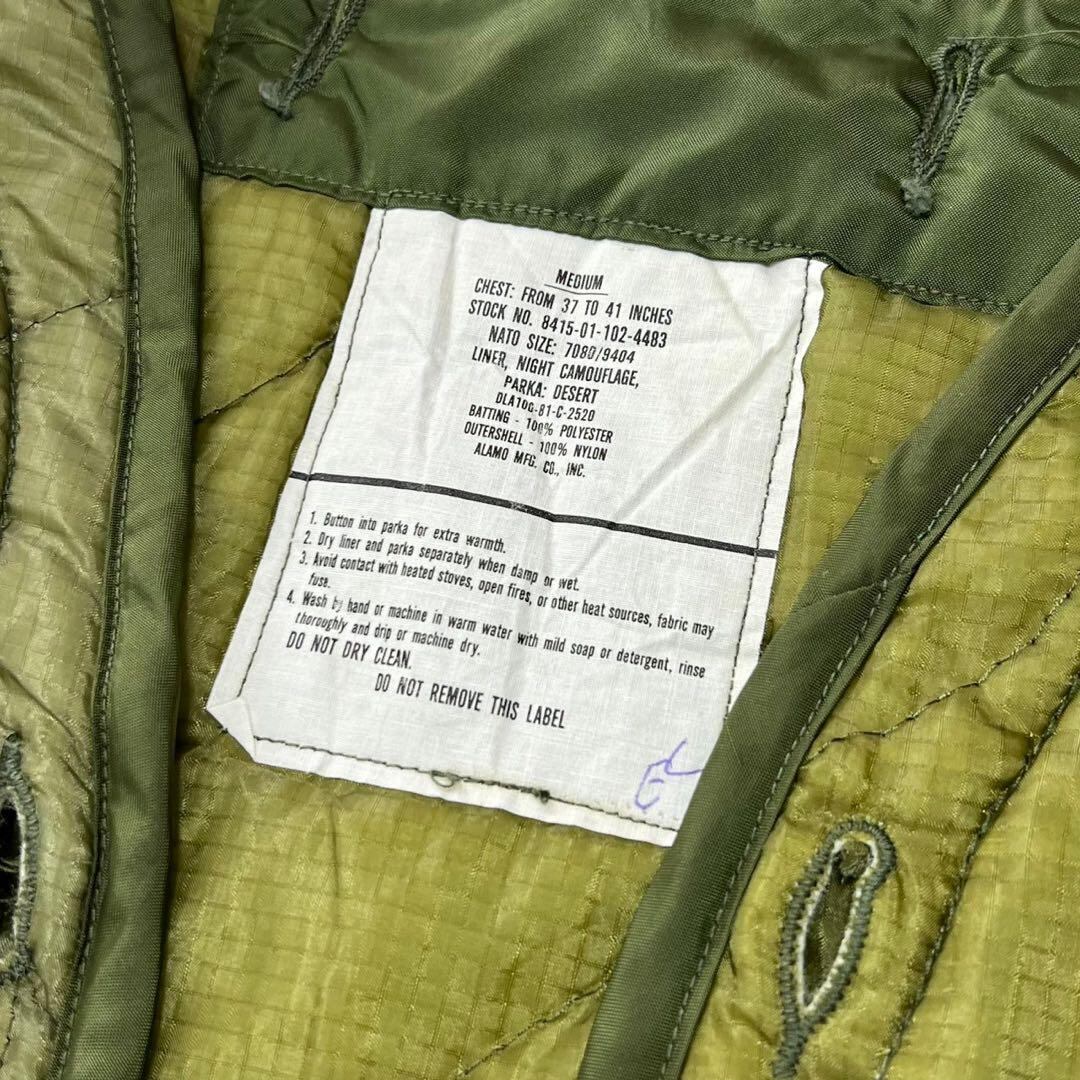 MEDIUM
CHEST: FROM 37 TO 41 INCHES
STOCK NO. 8415-01-102-4483
NATO SIZE: 7080/9404
LINER, NIGHT CAMOUFLAGE,
PARKA: DESERT
DLA100-81-C-2520
BATTING - 100% POLYESTER
OUTERSHELL - 100% NYLON
ALAMO MFG. CO., INC.
1. Button into parka for extra warmth.
2. Dry liner and parka separately when damp or wet.
3. Avoid contact with heated stoves, open fires, or other heat sources, fabric may
fuse.
4. Wash by hand or machine in warm water with mild soap or detergent, rinse
thoroughly and drip or machine dry.
DO NOT DRY CLEAN.
DO NOT REMOVE THIS LABEL